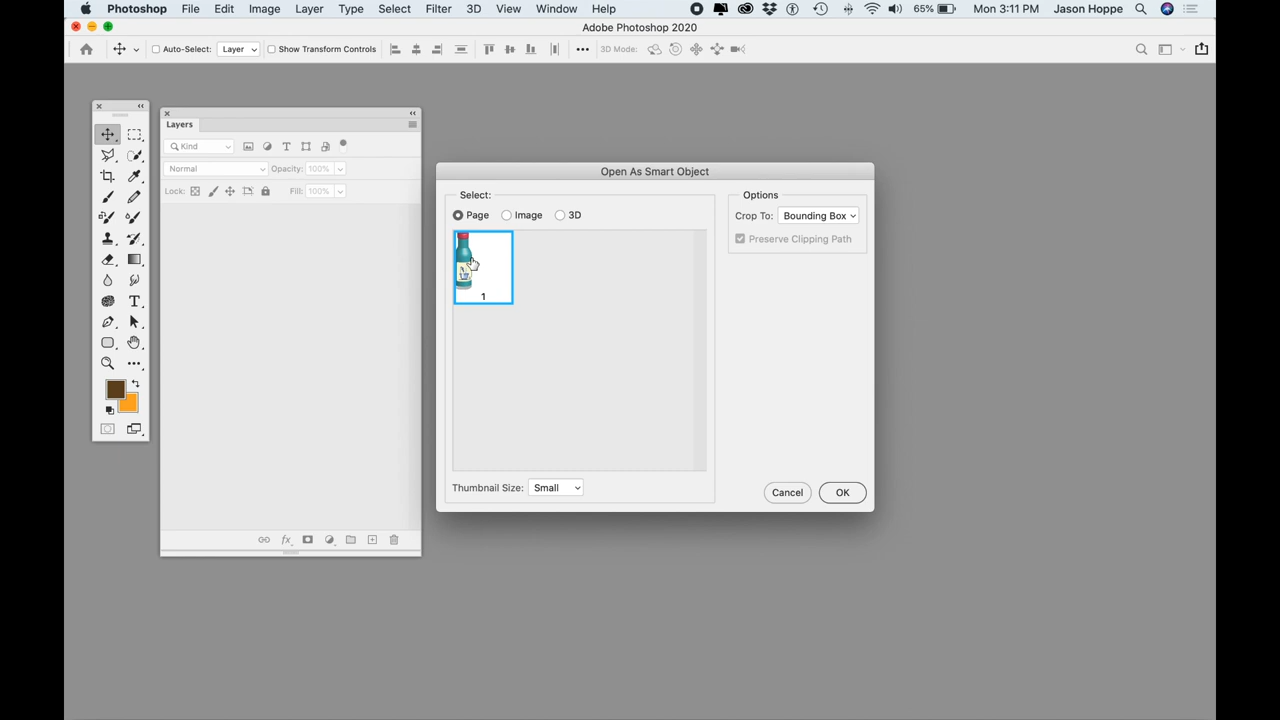 Photoshop File Edit Image Layer Type Select Filter 3D View Window Help 65% Mon 3:11 PM Jason Hoppe
Adobe Photoshop 2020
Auto-Select: Layer Show Transform Controls 3D Mode:
Layers
Kind
Normal Opacity: 100%
Lock: Fill: 100%
fx
Open As Smart Object
Select:
Page Image 3D
1
Thumbnail Size: Small
Options
Crop To: Bounding Box
Preserve Clipping Path
Cancel OK